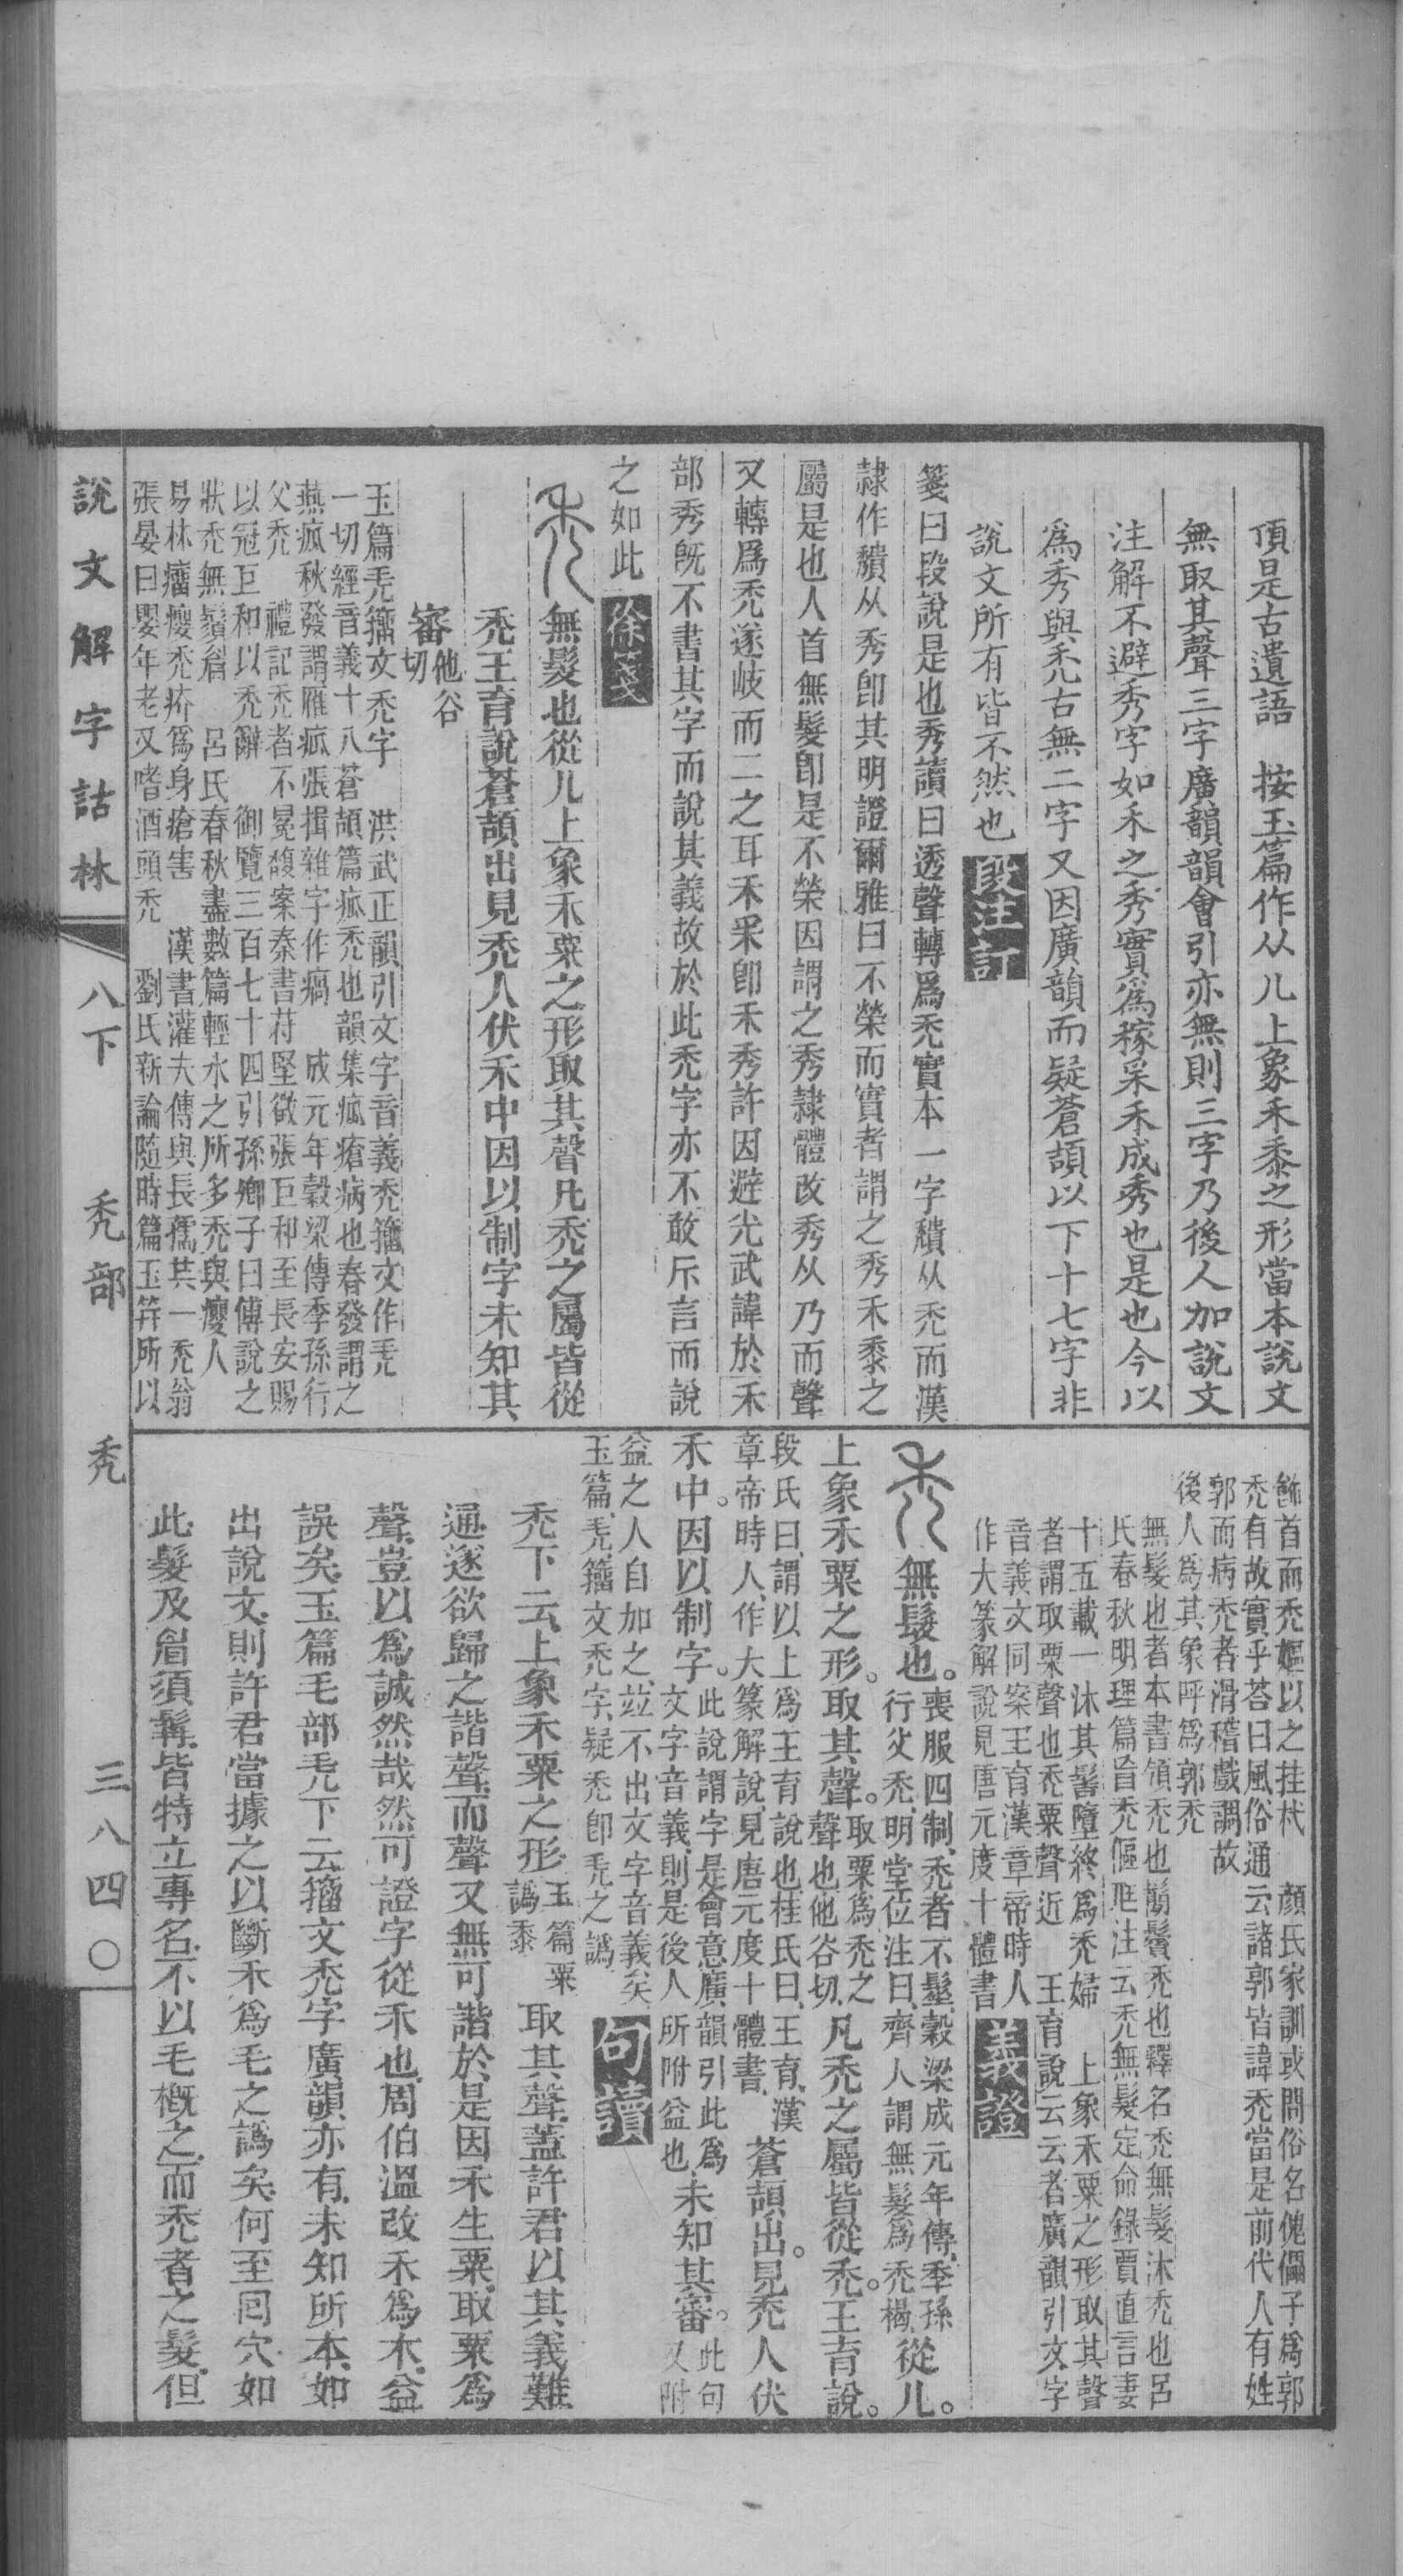 頂是古遺語　按玉篇作从儿上象禾黍之形當本說文
無取其聲三字廣韻韻會引亦無則三字乃後人加說文
注解不避秀字如禾之秀實爲稼采禾成秀也是也今以
爲秀與禿古無二字又因廣韻而疑蒼頡以下十七字非
說文所有皆不然也　段注訂
箋曰段說是也秀讀曰透聲轉爲禿實本一字穨从禿而漢
隸作穨从秀卽其明證爾雅曰不榮而實者謂之秀禾黍之
屬是也人首無髮卽是不榮因謂之秀隸體改秀从乃而聲
又轉爲禿遂岐而二之耳禾采卽禾秀許因避光武諱於禾
部秀旣不書其字而說其義故於此禿字亦不敢斥言而說
之如此　徐箋
無髮也從儿上象禾粟之形取其聲凡禿之屬皆從
禿王育說蒼頡出見禿人伏禾中因以制字未知其
審　他谷切
玉篇禿籀文禿字　洪武正韻引文字音義禿籀文作禿
一切經音義十八蒼頡篇瘑禿也韻集瘑瘡病也春發謂之
燕瘑秋發謂雁瘑張揖雜字作瘑　成元年穀梁傳季孫行
父禿　禮記禿者不冕馥案秦書苻堅徵張巨和至長安賜
以冠巨和以禿辭　御覽三百七十四引孫卿子曰傅說之
狀禿無鬚眉　呂氏春秋盡數篇輕水之所多禿與癭人
易林癰癭禿疥爲身瘡害　漢書灌夫傳與長孺共一禿翁
張晏曰嬰年老又嗜酒頭禿　劉氏新論隨時篇玉笄所以
飾首而禿嫗以之挂杙　顏氏家訓或問俗名傀儡子爲郭
禿有故實乎荅曰風俗通云諸郭皆諱禿當是前代人有姓
郭而病禿者滑稽戲調故
後人爲其象呼爲郭禿
無髮也者本書頟禿也鬜鬢禿也釋名禿無髮沐禿也呂
氏春秋明理篇盲禿傴尪注云禿無髮定命錄賈直言妻
十五載一沐其髻墮終爲禿婦　上象禾粟之形取其聲
者謂取粟聲也禿粟聲近　王育說云云者廣韻引文字
音義文同案王育漢章帝時人
作大篆解說見唐元度十體書　義證
無髮也。喪服四制、禿者不髽、穀梁成元年傳、季孫行父禿、明堂位注曰、齊人謂無髮爲禿楬、從儿。
上象禾粟之形。取其聲。取粟爲禿之聲也他谷切、凡禿之屬皆從禿。王育說。
段氏曰、謂以上爲王育說也、桂氏曰、王育、漢章帝時人、作大篆解說、見唐元度十體書、蒼頡出。見禿人伏
禾中。因以制字。此說謂字是會意、廣韻引此爲文字音義、則是後人所附益也、未知其審。此句又附
益之人自加之、竝不出文字音義矣
玉篇、禿、籀文禿字、疑禿卽禿之譌　句讀
禿下云、上象禾粟之形、玉篇粟譌黍　取其聲、蓋許君以其義難
通、遂欲歸之諧聲、而聲又無可諧、於是因禾生粟、取粟爲
聲、豈以爲誠然哉、然可證字從禾也、周伯溫改禾爲木、益
誤矣、玉篇毛部禿下云籀文禿字、廣韻亦有、未知所本、如
出說文、則許君當據之以斷禾爲毛之譌矣、何至囘穴如
此、髮及眉須髯、皆特立專名、不以毛概之、而禿者之髮、但
說文解字詁林　八下　禿部　禿　三八四〇